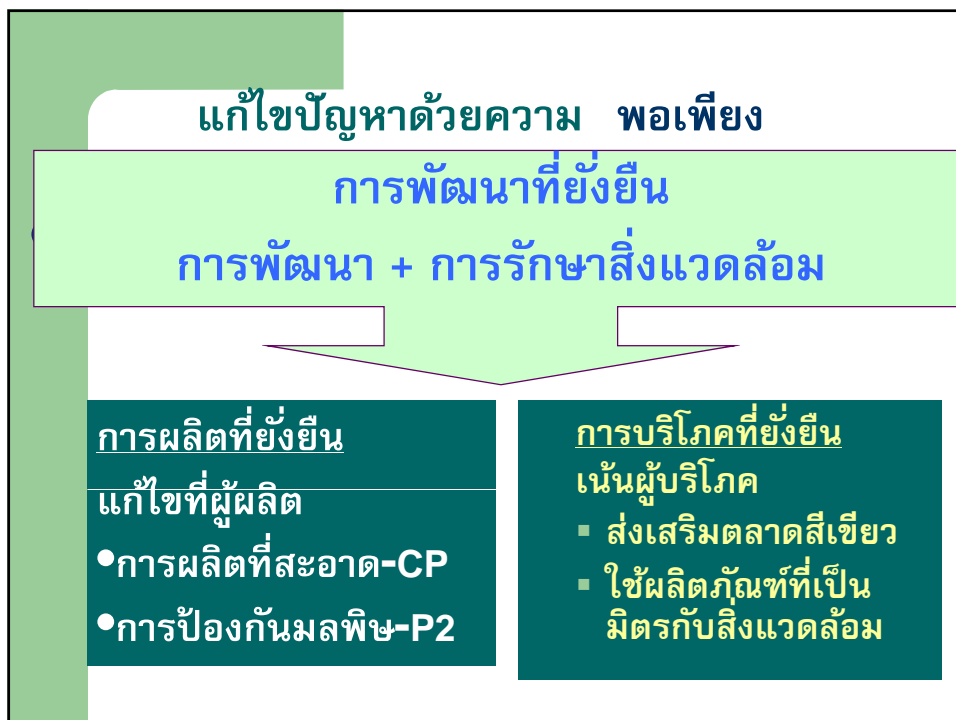 แก้ไขปัญหาด้วยความ พอเพียง
การพัฒนาที่ยั่งยืน
การพัฒนา + การรักษาสิ่งแวดล้อม
การผลิตที่ยั่งยืน
แก้ไขที่ผู้ผลิต
•การผลิตที่สะอาด-CP
•การป้องกันมลพิษ-P2
การบริโภคที่ยั่งยืน
เน้นผู้บริโภค
▪ ส่งเสริมตลาดสีเขียว
▪ ใช้ผลิตภัณฑ์ที่เป็น
มิตรกับสิ่งแวดล้อม